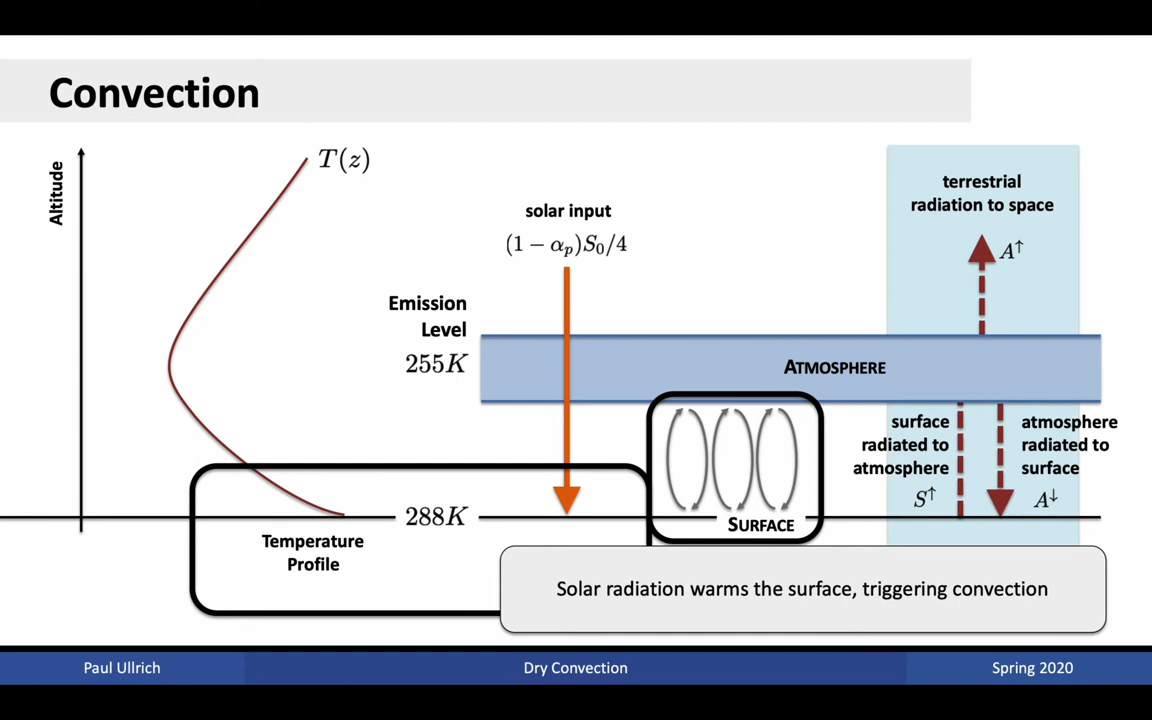 Convection
Altitude
T(z)
solar input
(1 − αₚ)S₀/4
Emission
Level
255K
terrestrial
radiation to space
A↑
ATMOSPHERE
surface
radiated to
atmosphere
S↑
atmosphere
radiated to
surface
A↓
288K
SURFACE
Temperature
Profile
Solar radiation warms the surface, triggering convection
Paul Ullrich
Dry Convection
Spring 2020